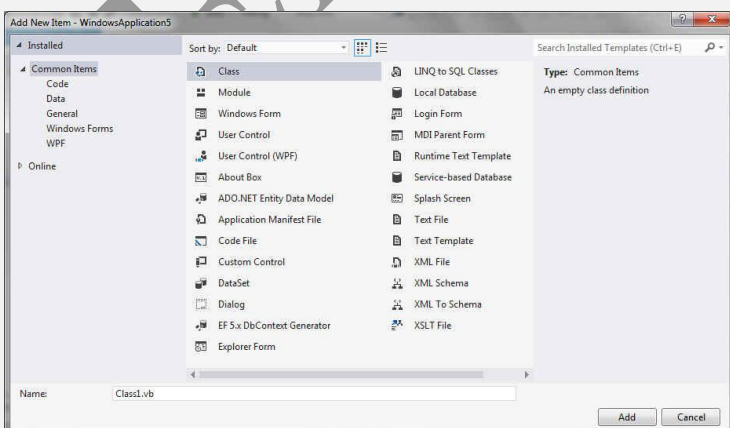 Add New Item - WindowsApplication5
Installed
Sort by: Default
Search Installed Templates (Ctrl+E)
Common Items
Code
Data
General
Windows Forms
WPF
Online
Class
Module
Windows Form
User Control
User Control (WPF)
About Box
ADO.NET Entity Data Model
Application Manifest File
Code File
Custom Control
DataSet
Dialog
EF 5.x DbContext Generator
Explorer Form
LINQ to SQL Classes
Local Database
Login Form
MDI Parent Form
Runtime Text Template
Service-based Database
Splash Screen
Text File
Text Template
XML File
XML Schema
XML To Schema
XSLT File
Type: Common Items
An empty class definition
Name: Class1.vb
Add Cancel